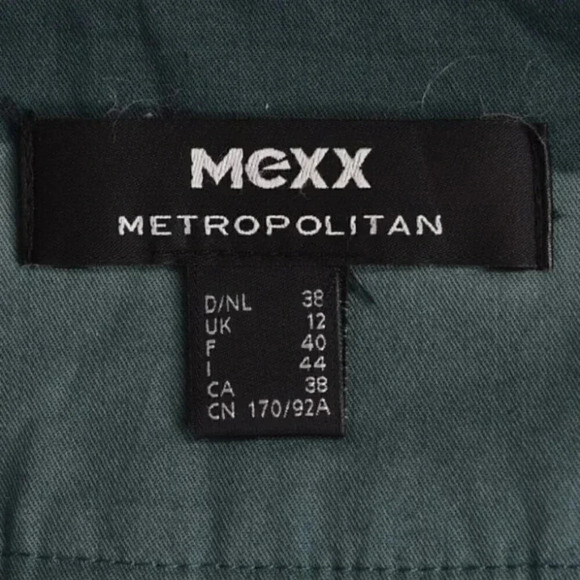 Mexx
METROPOLITAN
D/NL 38
UK 12
F 40
I 44
CA 38
CN 170/92A